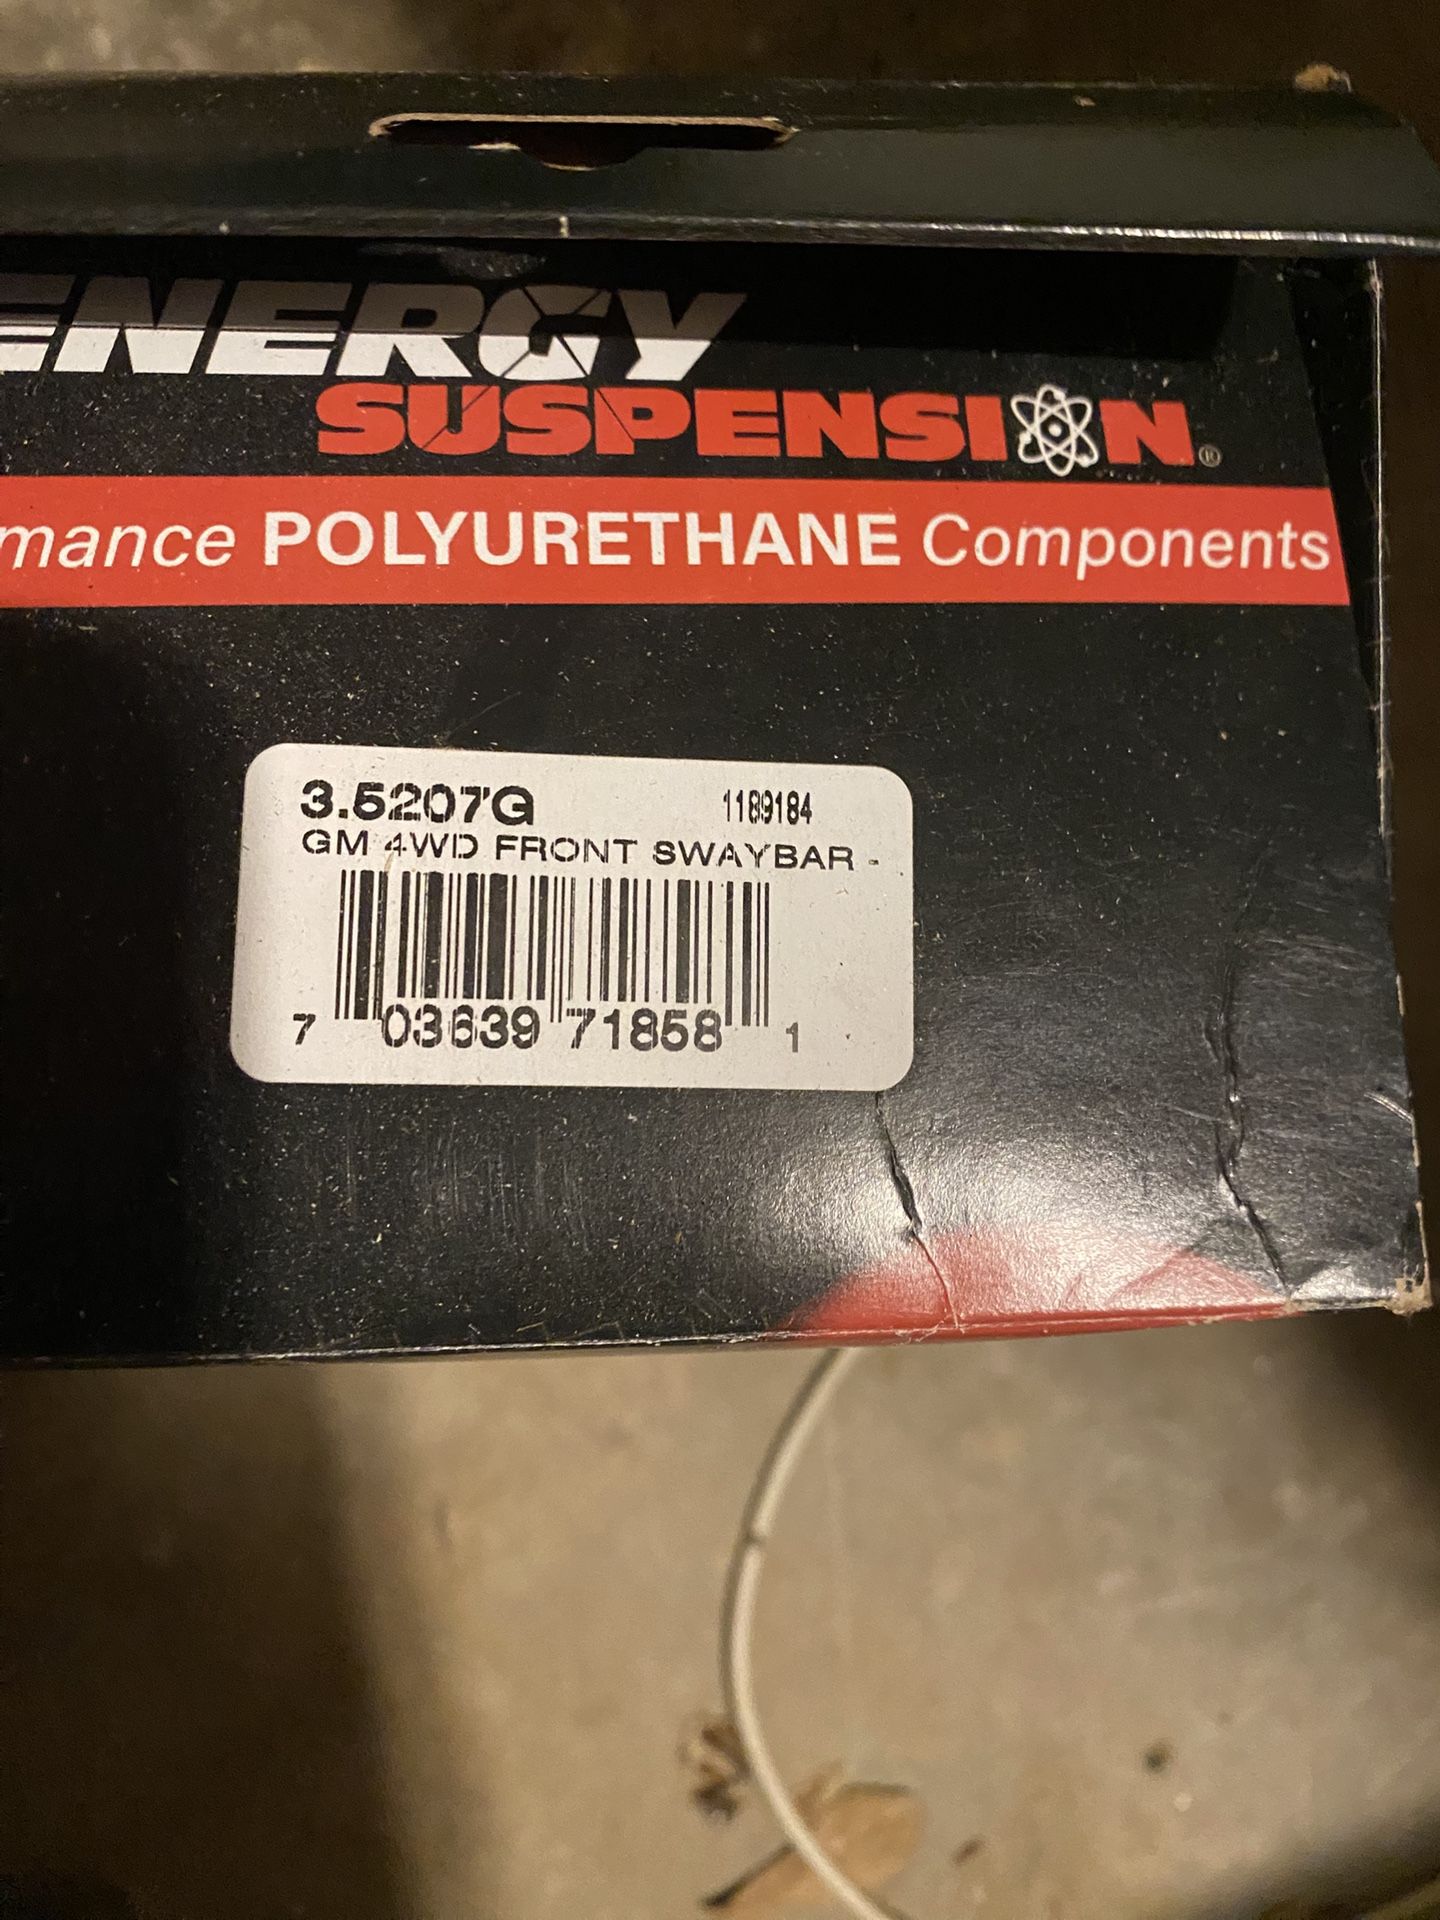 ENERGY
SUSPENSION®
mance POLYURETHANE Components
3.5207G 1189184
GM 4WD FRONT SWAYBAR -
7 03639 71858 1